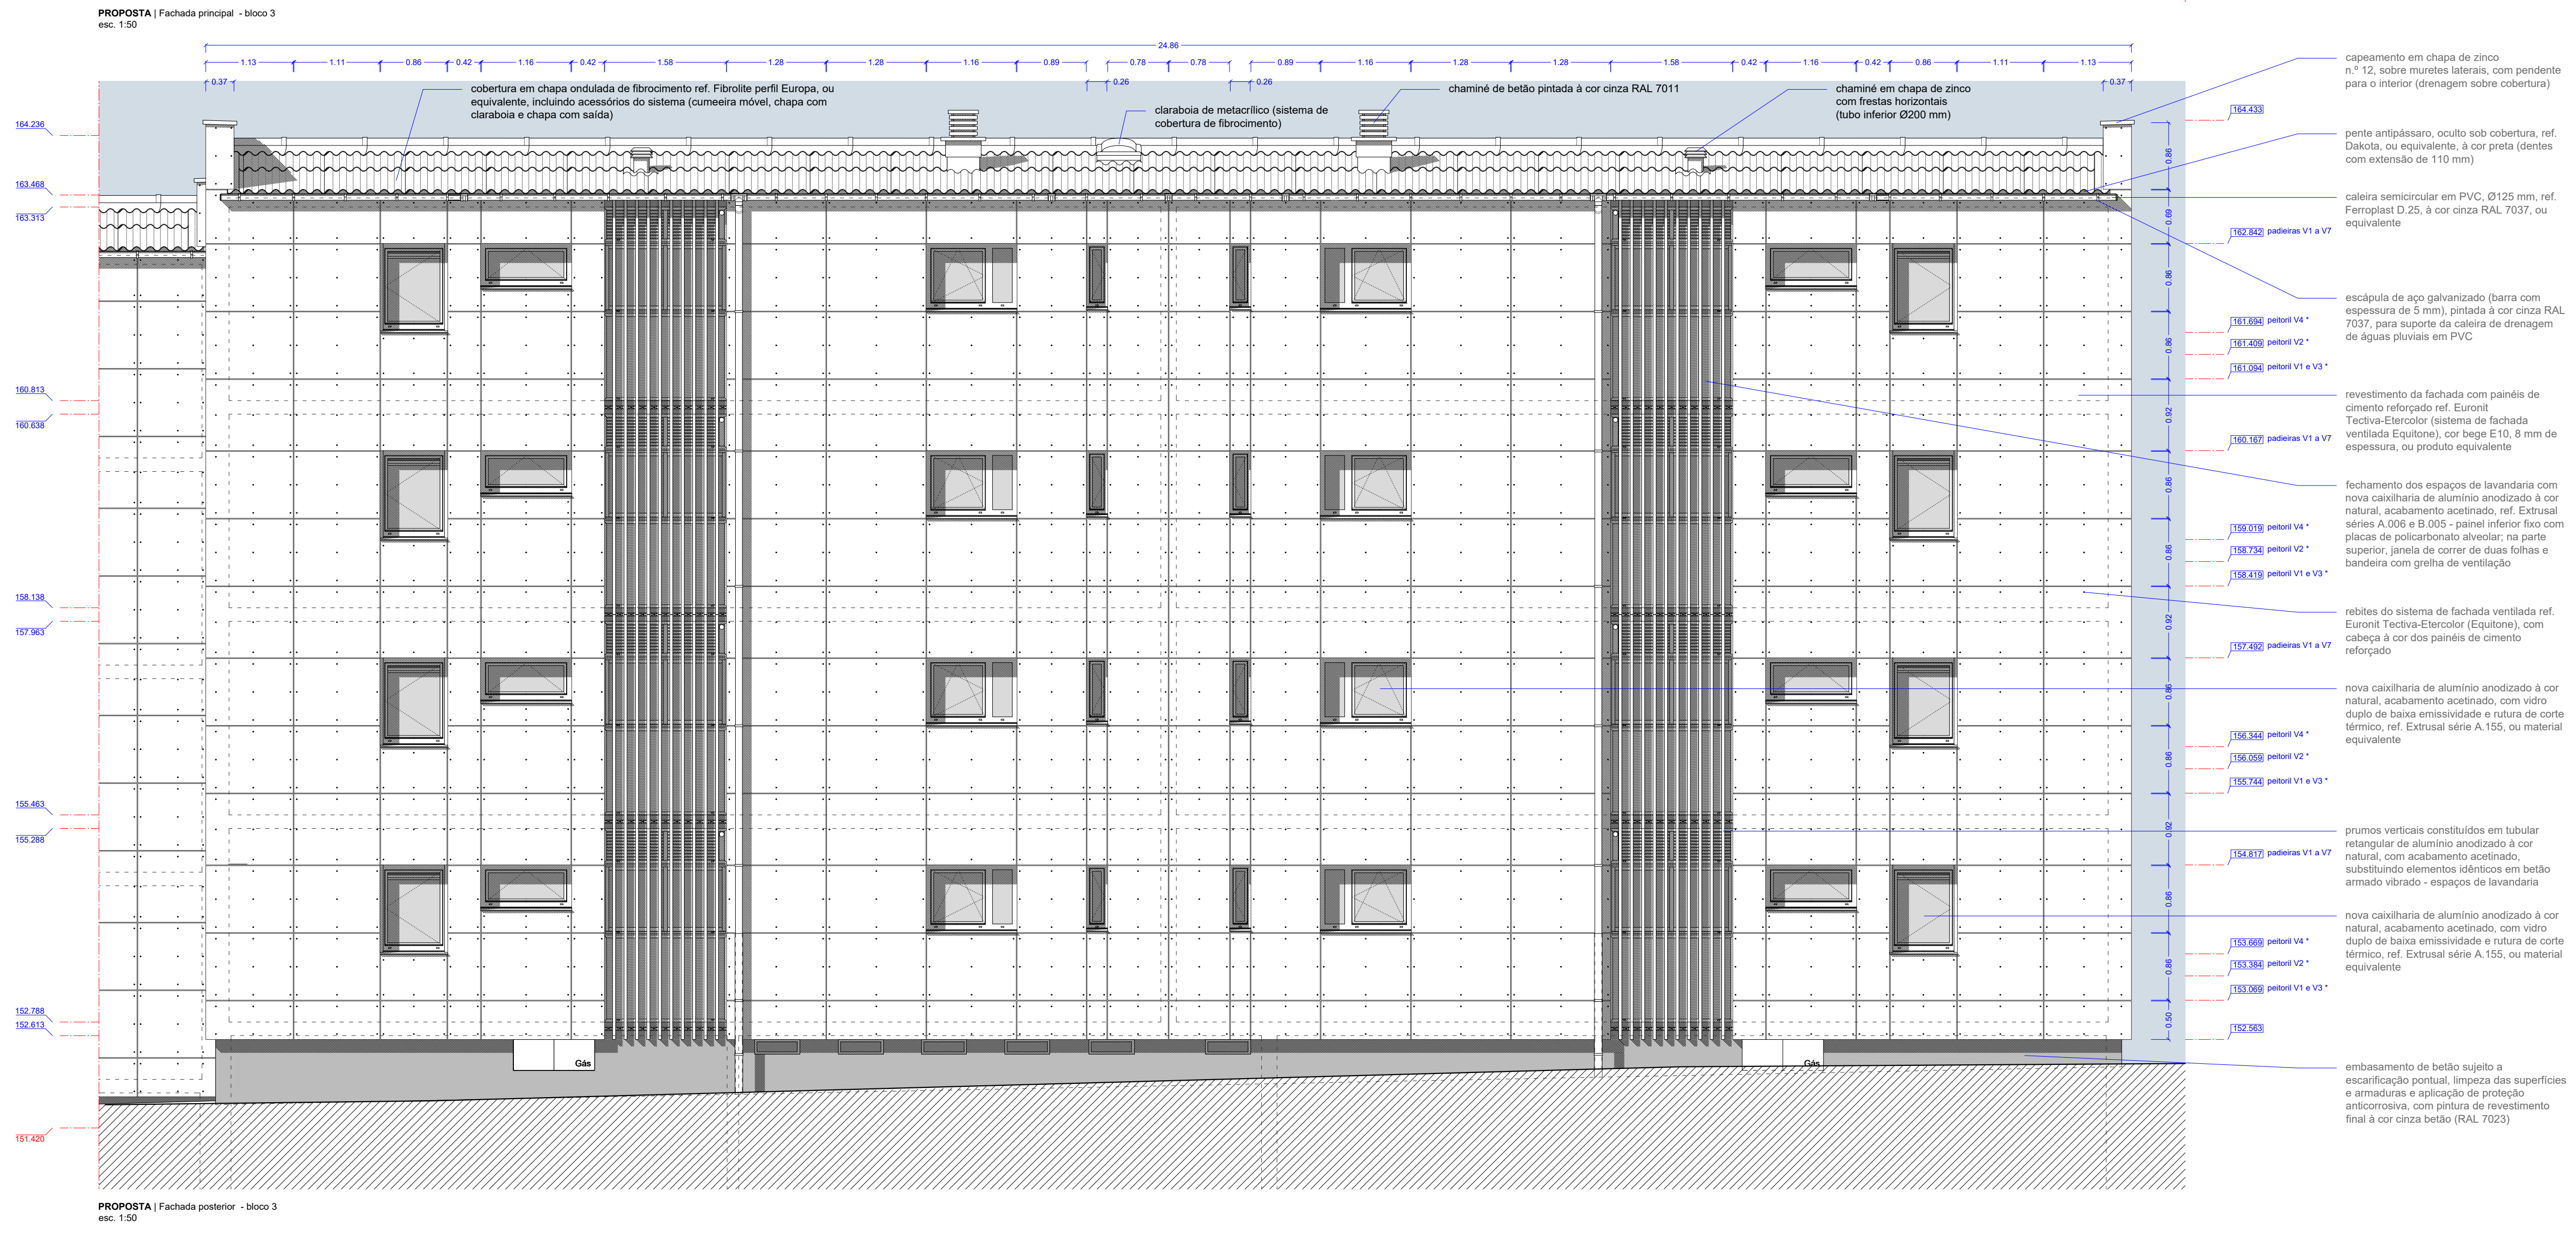 PROPOSTA | Fachada principal - bloco 3
esc. 1:50
24.86
1.13 1.11 0.86 0.42 1.16 0.42 1.58 1.28 1.28 1.16 0.89 0.78 0.78 0.89 1.16 1.28 1.28 1.58 0.42 1.16 0.42 0.86 1.11 1.13
0.37 0.26 0.26 0.37
cobertura em chapa ondulada de fibrocimento ref. Fibrolite perfil Europa, ou
equivalente, incluindo acessórios do sistema (cumeeira móvel, chapa com
claraboia e chapa com saída)
claraboia de metacrílico (sistema de
cobertura de fibrocimento)
chaminé de betão pintada à cor cinza RAL 7011
chaminé em chapa de zinco
com frestas horizontais
(tubo inferior Ø200 mm)
164.236
163.468
163.313
160.813
160.638
158.138
157.963
155.463
155.288
152.788
152.613
151.420
Gás
Gás
0.86
0.69
0.86
0.86
0.92
0.86
0.86
0.92
0.86
0.86
0.92
0.86
0.86
0.50
164.433
162.842 padieiras V1 a V7
161.694 peitoril V4 *
161.409 peitoril V2 *
161.094 peitoril V1 e V3 *
160.167 padieiras V1 a V7
159.019 peitoril V4 *
158.734 peitoril V2 *
158.419 peitoril V1 e V3 *
157.492 padieiras V1 a V7
156.344 peitoril V4 *
156.059 peitoril V2 *
155.744 peitoril V1 e V3 *
154.817 padieiras V1 a V7
153.669 peitoril V4 *
153.384 peitoril V2 *
153.069 peitoril V1 e V3 *
152.563
capeamento em chapa de zinco
n.º 12, sobre muretes laterais, com pendente
para o interior (drenagem sobre cobertura)
pente antipássaro, oculto sob cobertura, ref.
Dakota, ou equivalente, à cor preta (dentes
com extensão de 110 mm)
caleira semicircular em PVC, Ø125 mm, ref.
Ferroplast D.25, à cor cinza RAL 7037, ou
equivalente
escápula de aço galvanizado (barra com
espessura de 5 mm), pintada à cor cinza RAL
7037, para suporte da caleira de drenagem
de águas pluviais em PVC
revestimento da fachada com painéis de
cimento reforçado ref. Euronit
Tectiva-Etercolor (sistema de fachada
ventilada Equitone), cor bege E10, 8 mm de
espessura, ou produto equivalente
fechamento dos espaços de lavandaria com
nova caixilharia de alumínio anodizado à cor
natural, acabamento acetinado, ref. Extrusal
séries A.006 e B.005 - painel inferior fixo com
placas de policarbonato alveolar; na parte
superior, janela de correr de duas folhas e
bandeira com grelha de ventilação
rebites do sistema de fachada ventilada ref.
Euronit Tectiva-Etercolor (Equitone), com
cabeça à cor dos painéis de cimento
reforçado
nova caixilharia de alumínio anodizado à cor
natural, acabamento acetinado, com vidro
duplo de baixa emissividade e rutura de corte
térmico, ref. Extrusal série A.155, ou material
equivalente
prumos verticais constituídos em tubular
retangular de alumínio anodizado à cor
natural, com acabamento acetinado,
substituindo elementos idênticos em betão
armado vibrado - espaços de lavandaria
nova caixilharia de alumínio anodizado à cor
natural, acabamento acetinado, com vidro
duplo de baixa emissividade e rutura de corte
térmico, ref. Extrusal série A.155, ou material
equivalente
embasamento de betão sujeito a
escarificação pontual, limpeza das superfícies
e armaduras e aplicação de proteção
anticorrosiva, com pintura de revestimento
final à cor cinza betão (RAL 7023)
PROPOSTA | Fachada posterior - bloco 3
esc. 1:50